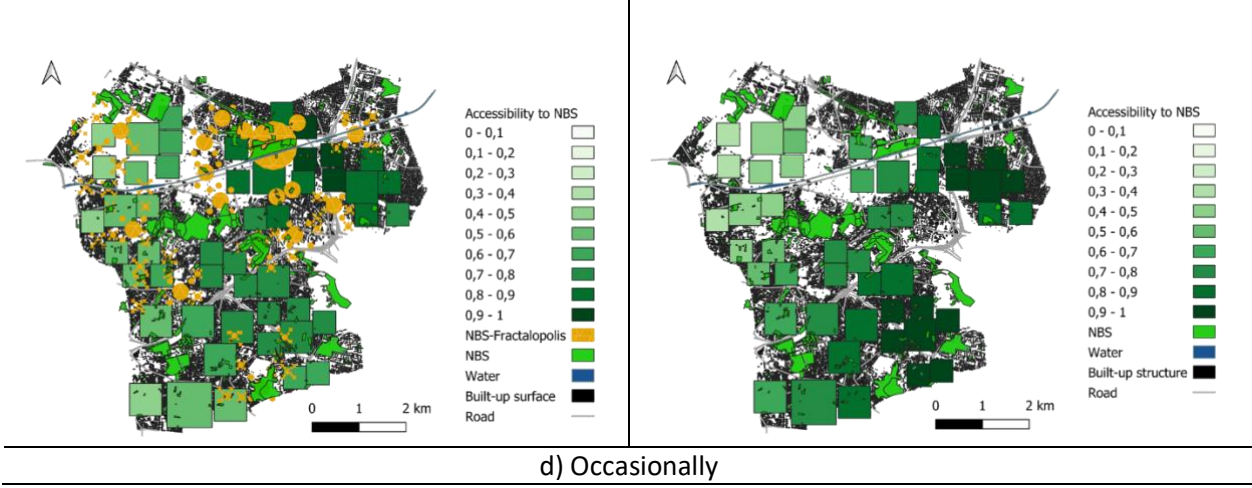 Accessibility to NBS
0 - 0,1
0,1 - 0,2
0,2 - 0,3
0,3 - 0,4
0,4 - 0,5
0,5 - 0,6
0,6 - 0,7
0,7 - 0,8
0,8 - 0,9
0,9 - 1
NBS-Fractalopolis
NBS
Water
Built-up surface
Road
0 1 2 km
Accessibility to NBS
0 - 0,1
0,1 - 0,2
0,2 - 0,3
0,3 - 0,4
0,4 - 0,5
0,5 - 0,6
0,6 - 0,7
0,7 - 0,8
0,8 - 0,9
0,9 - 1
NBS
Water
Built-up structure
Road
0 1 2 km
d) Occasionally